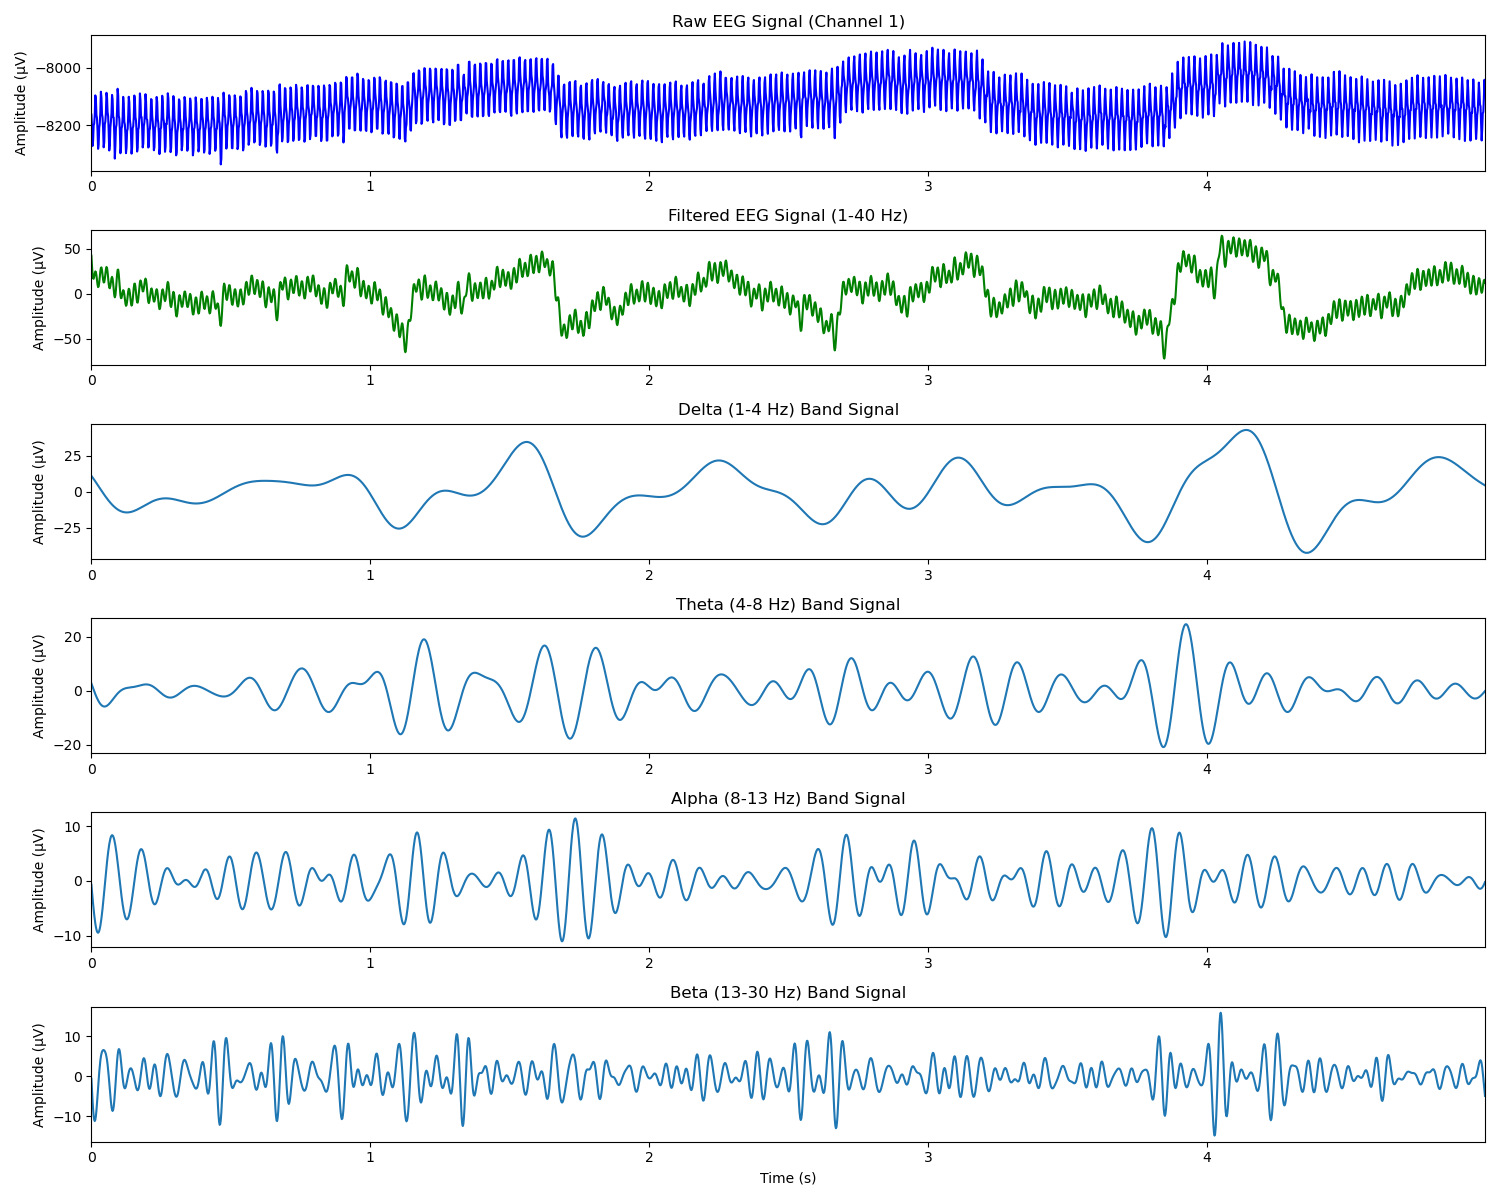 Raw EEG Signal (Channel 1)
Amplitude (µV)
−8000
−8200
0 1 2 3 4
Filtered EEG Signal (1-40 Hz)
Amplitude (µV)
50
0
−50
0 1 2 3 4
Delta (1-4 Hz) Band Signal
Amplitude (µV)
25
0
−25
0 1 2 3 4
Theta (4-8 Hz) Band Signal
Amplitude (µV)
20
0
−20
0 1 2 3 4
Alpha (8-13 Hz) Band Signal
Amplitude (µV)
10
0
−10
0 1 2 3 4
Beta (13-30 Hz) Band Signal
Amplitude (µV)
10
0
−10
0 1 2 3 4
Time (s)